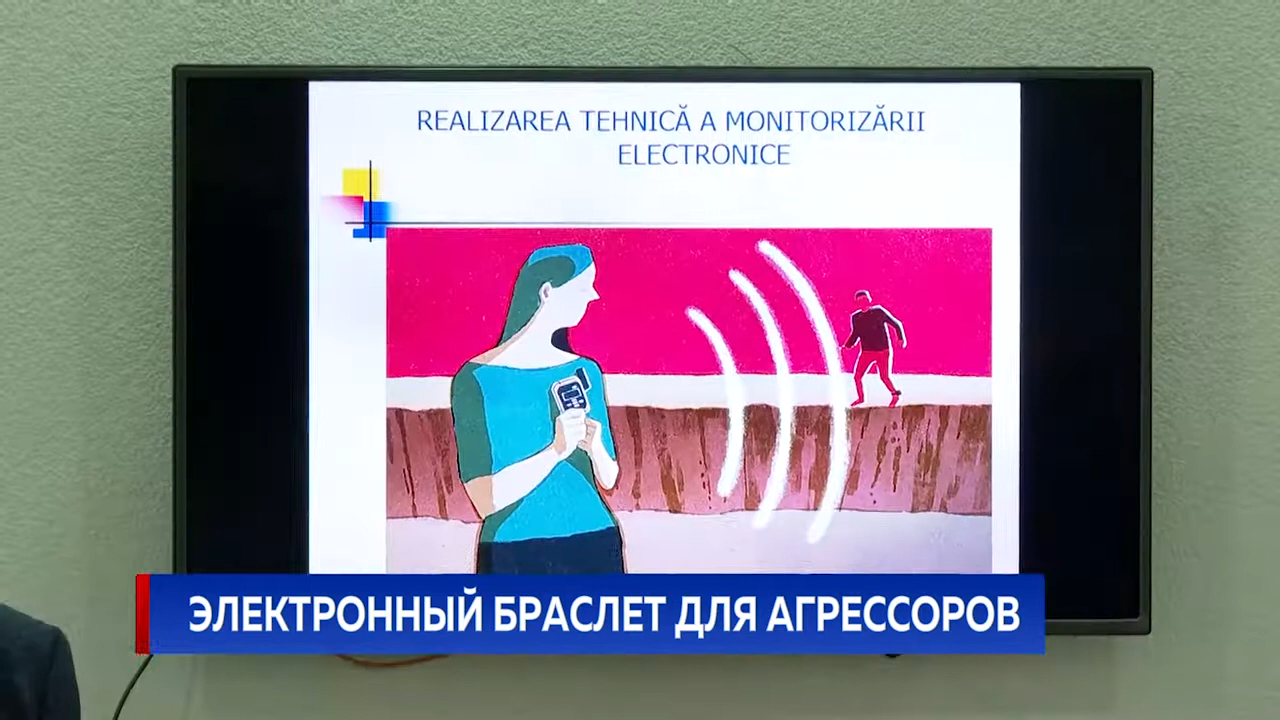 REALIZAREA TEHNICĂ A MONITORIZĂRII
ELECTRONICE
ЭЛЕКТРОННЫЙ БРАСЛЕТ ДЛЯ АГРЕССОРОВ